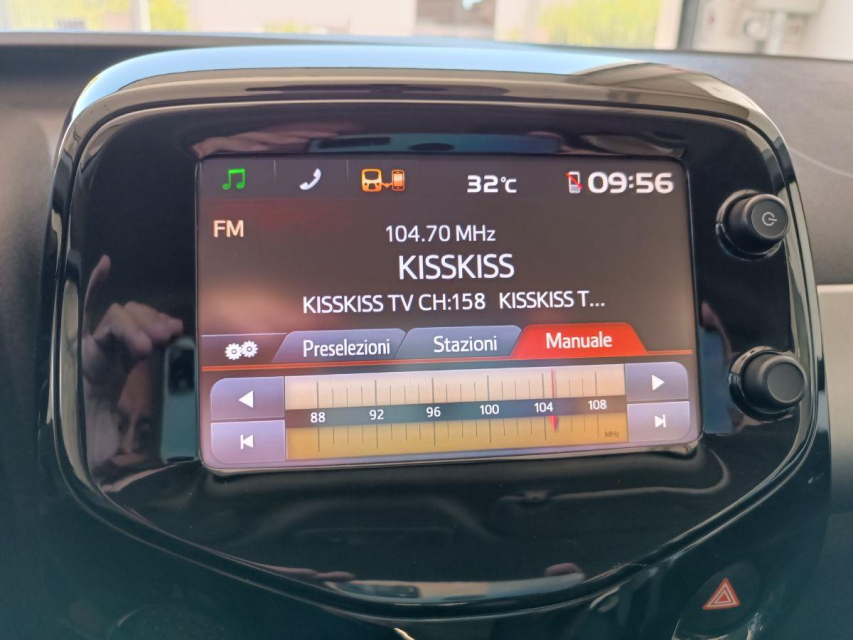 32°C 09:56
FM
104.70 MHz
KISSKISS
KISSKISS TV CH:158 KISSKISS T...
Preselezioni Stazioni Manuale
88 92 96 100 104 108
MHz